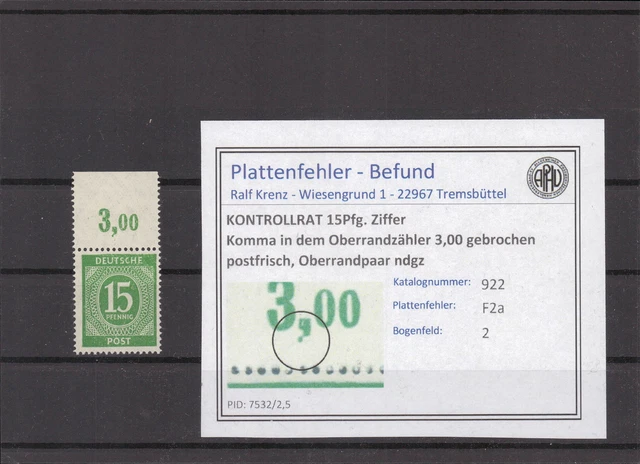 3,00
DEUTSCHE
15
PFENNIG
POST
Plattenfehler - Befund
Ralf Krenz - Wiesengrund 1 - 22967 Tremsbüttel
APHV
KONTROLLRAT 15Pfg. Ziffer
Komma in dem Oberrandzähler 3,00 gebrochen
postfrisch, Oberrandpaar ndgz
3,00
Katalognummer: 922
Plattenfehler: F2a
Bogenfeld: 2
PID: 7532/2,5